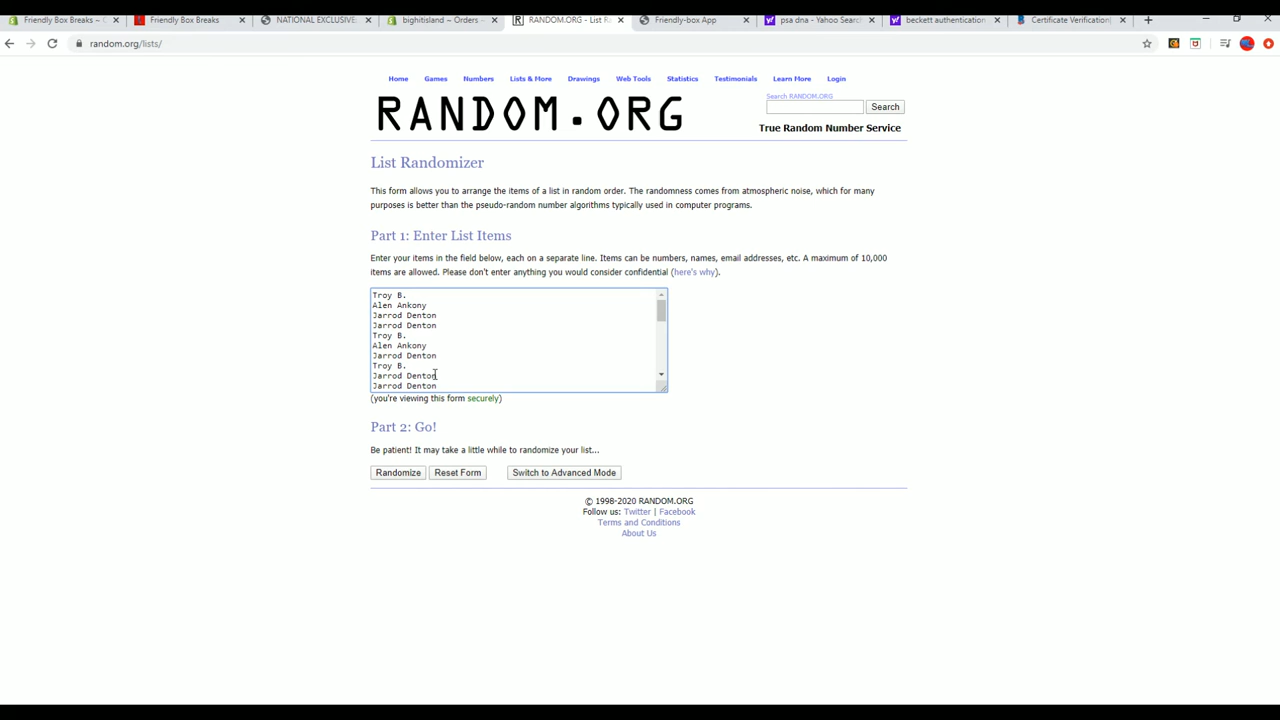 Friendly Box Breaks ~ C
Friendly Box Breaks
NATIONAL EXCLUSIVE:
bighitisland ~ Orders ~
RANDOM.ORG - List Ra
Friendly-box App
psa dna - Yahoo Searc
beckett authentication
Certificate Verification|
random.org/lists/
Home Games Numbers Lists & More Drawings Web Tools Statistics Testimonials Learn More Login
RANDOM.ORG
Search RANDOM.ORG
Search
True Random Number Service
List Randomizer
This form allows you to arrange the items of a list in random order. The randomness comes from atmospheric noise, which for many
purposes is better than the pseudo-random number algorithms typically used in computer programs.
Part 1: Enter List Items
Enter your items in the field below, each on a separate line. Items can be numbers, names, email addresses, etc. A maximum of 10,000
items are allowed. Please don't enter anything you would consider confidential (here's why).
Troy B.
Alen Ankony
Jarrod Denton
Jarrod Denton
Troy B.
Alen Ankony
Jarrod Denton
Troy B.
Jarrod Denton
Jarrod Denton
(you're viewing this form securely)
Part 2: Go!
Be patient! It may take a little while to randomize your list...
Randomize Reset Form Switch to Advanced Mode
© 1998-2020 RANDOM.ORG
Follow us: Twitter | Facebook
Terms and Conditions
About Us